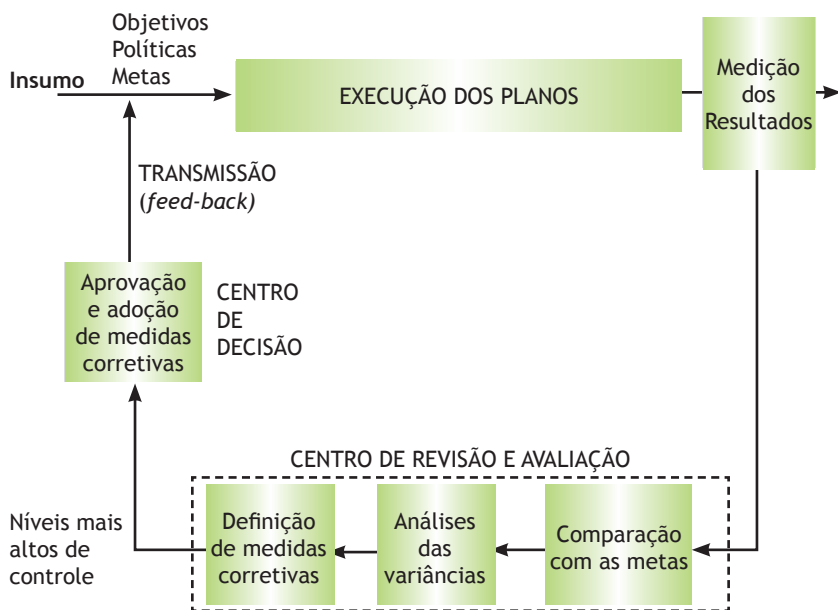 Objetivos
Políticas
Metas
Insumo
EXECUÇÃO DOS PLANOS
Medição
dos
Resultados
TRANSMISSÃO
(feed-back)
Aprovação
e adoção
de medidas
corretivas
CENTRO
DE
DECISÃO
CENTRO DE REVISÃO E AVALIAÇÃO
Níveis mais
altos de
controle
Definição
de medidas
corretivas
Análises
das
variâncias
Comparação
com as metas